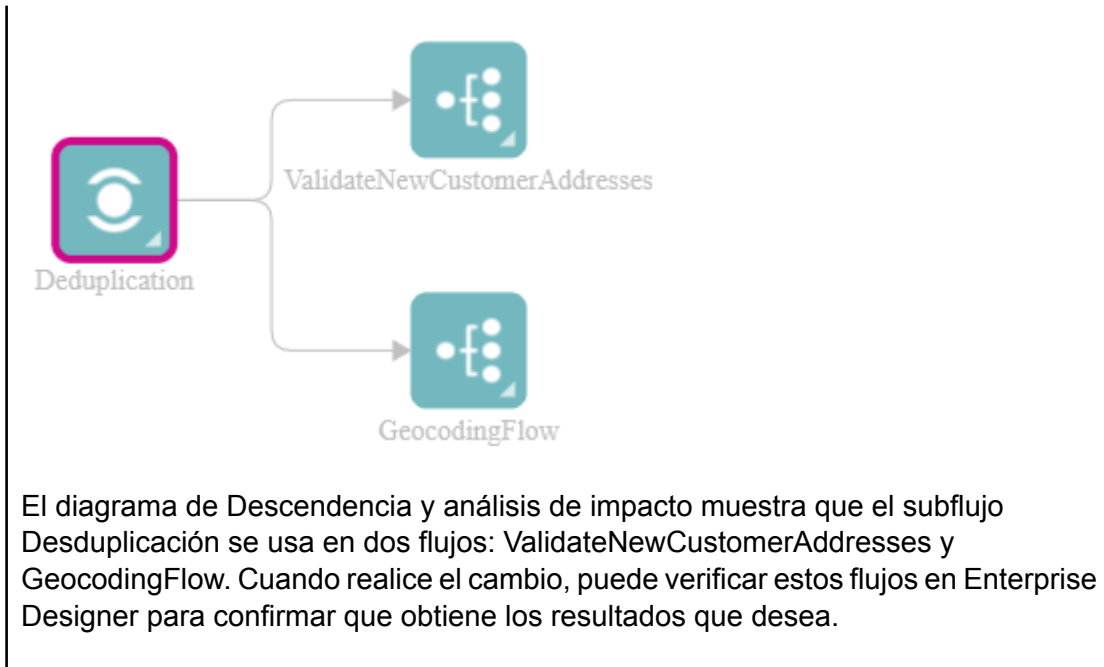 ValidateNewCustomerAddresses
Deduplication
GeocodingFlow
El diagrama de Descendencia y análisis de impacto muestra que el subflujo
Desduplicación se usa en dos flujos: ValidateNewCustomerAddresses y
GeocodingFlow. Cuando realice el cambio, puede verificar estos flujos en Enterprise
Designer para confirmar que obtiene los resultados que desea.